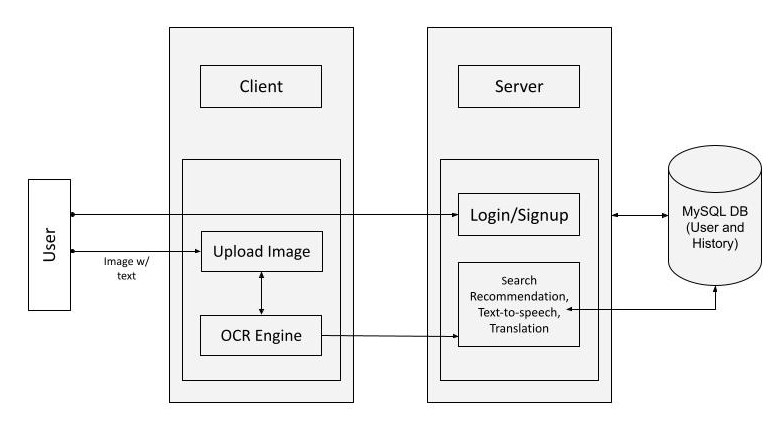 Client
Server
User
Login/Signup
MySQL DB
(User and
History)
Upload Image
Image w/
text
Search
Recommendation,
Text-to-speech,
Translation
OCR Engine